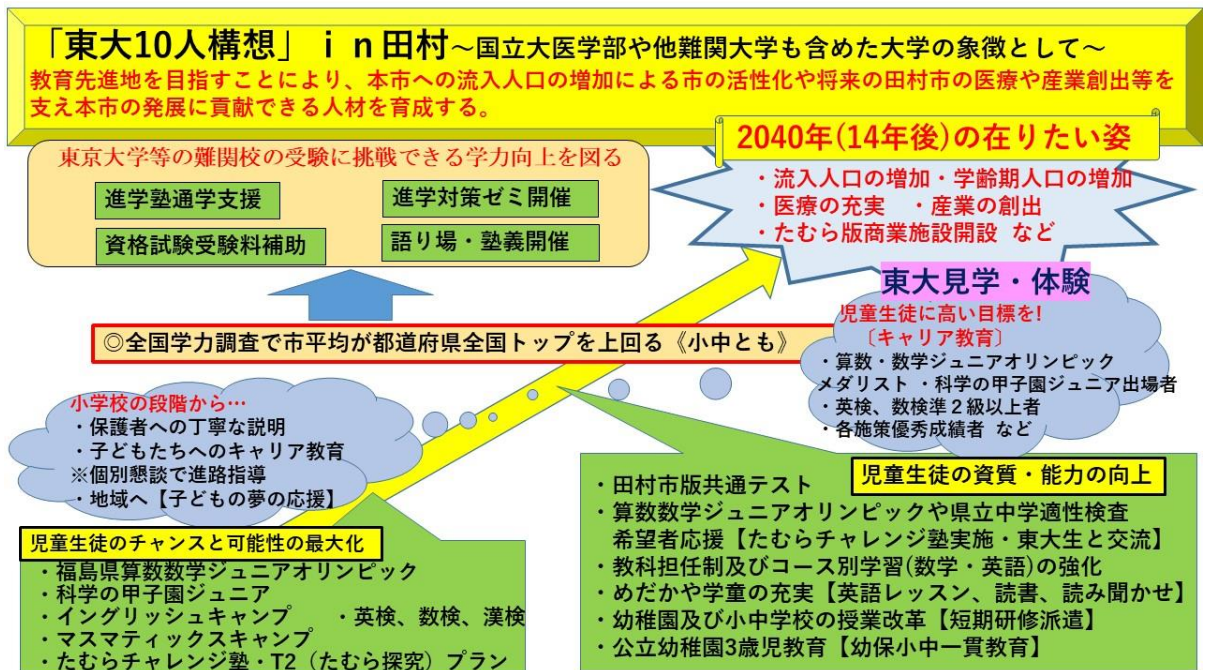 「東大10人構想」 ｉｎ田村～国立大医学部や他難関大学も含めた大学の象徴として～
教育先進地を目指すことにより、本市への流入人口の増加による市の活性化や将来の田村市の医療や産業創出等を
支え本市の発展に貢献できる人材を育成する。
2040年(14年後)の在りたい姿
・流入人口の増加・学齢期人口の増加
・医療の充実 ・産業の創出
・たむら版商業施設開設 など
東京大学等の難関校の受験に挑戦できる学力向上を図る
進学塾通学支援
進学対策ゼミ開催
資格試験受験料補助
語り場・塾義開催
東大見学・体験
児童生徒に高い目標を!
〔キャリア教育〕
・算数・数学ジュニアオリンピック
メダリスト ・科学の甲子園ジュニア出場者
・英検、数検準２級以上者
・各施策優秀成績者 など
◎全国学力調査で市平均が都道府県全国トップを上回る《小中とも》
小学校の段階から…
・保護者への丁寧な説明
・子どもたちへのキャリア教育
※個別懇談で進路指導
・地域へ【子どもの夢の応援】
児童生徒のチャンスと可能性の最大化
・福島県算数数学ジュニアオリンピック
・科学の甲子園ジュニア
・イングリッシュキャンプ ・英検、数検、漢検
・マスマティックスキャンプ
・たむらチャレンジ塾・T2（たむら探究）プラン
児童生徒の資質・能力の向上
・田村市版共通テスト
・算数数学ジュニアオリンピックや県立中学適性検査
希望者応援【たむらチャレンジ塾実施・東大生と交流】
・教科担任制及びコース別学習(数学・英語)の強化
・めだかや学童の充実【英語レッスン、読書、読み聞かせ】
・幼稚園及び小中学校の授業改革【短期研修派遣】
・公立幼稚園3歳児教育【幼保小中一貫教育】